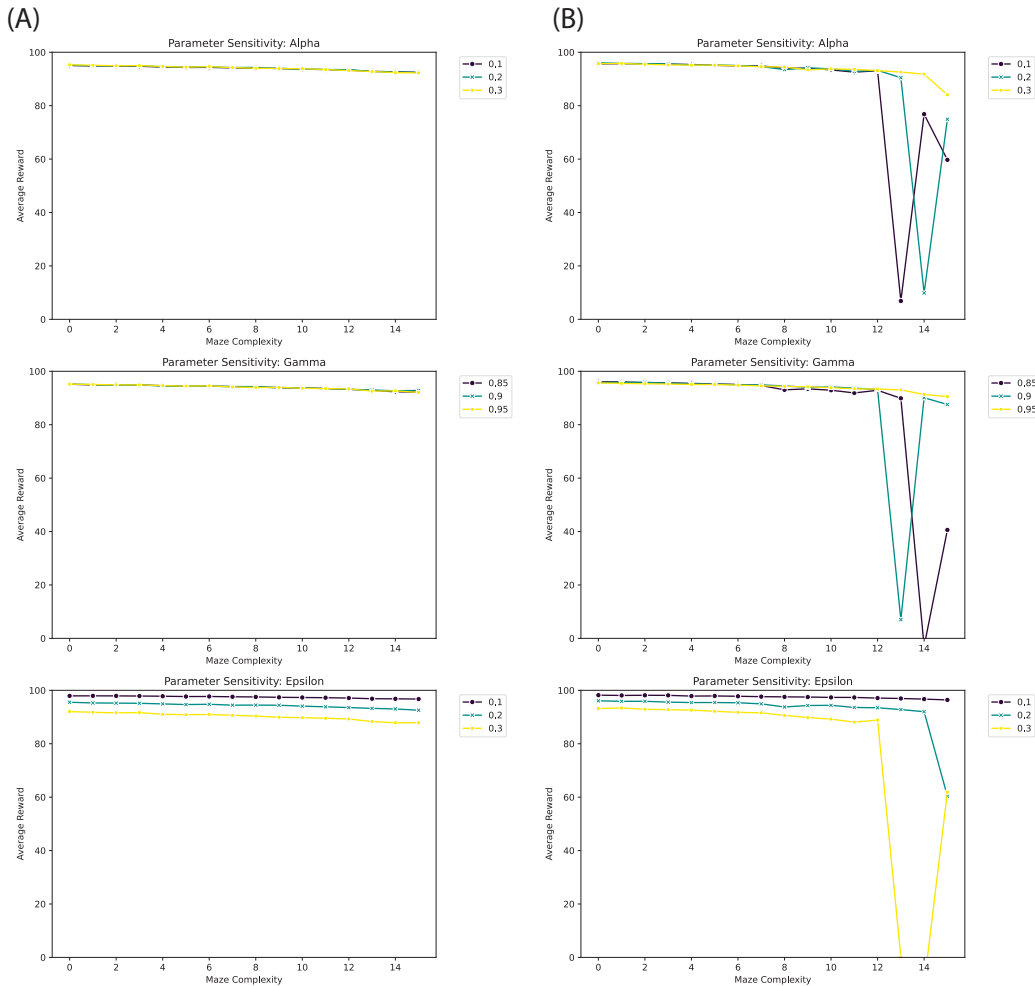 (A)
Parameter Sensitivity: Alpha
100
80
60
40
20
0
Average Reward
0 2 4 6 8 10 12 14
Maze Complexity
0,1
0,2
0.3
Parameter Sensitivity: Gamma
100
80
60
40
20
0
Average Reward
0 2 4 6 8 10 12 14
Maze Complexity
0,85
0.9
0.95
Parameter Sensitivity: Epsilon
100
80
60
40
20
0
Average Reward
0 2 4 6 8 10 12 14
Maze Complexity
0,1
0.2
0.3
(B)
Parameter Sensitivity: Alpha
100
80
60
40
20
0
Average Reward
0 2 4 6 8 10 12 14
Maze Complexity
0,1
0,2
0.3
Parameter Sensitivity: Gamma
100
80
60
40
20
0
Average Reward
0 2 4 6 8 10 12 14
Maze Complexity
0,85
0.9
0.95
Parameter Sensitivity: Epsilon
100
80
60
40
20
0
Average Reward
0 2 4 6 8 10 12 14
Maze Complexity
0,1
0.2
0.3